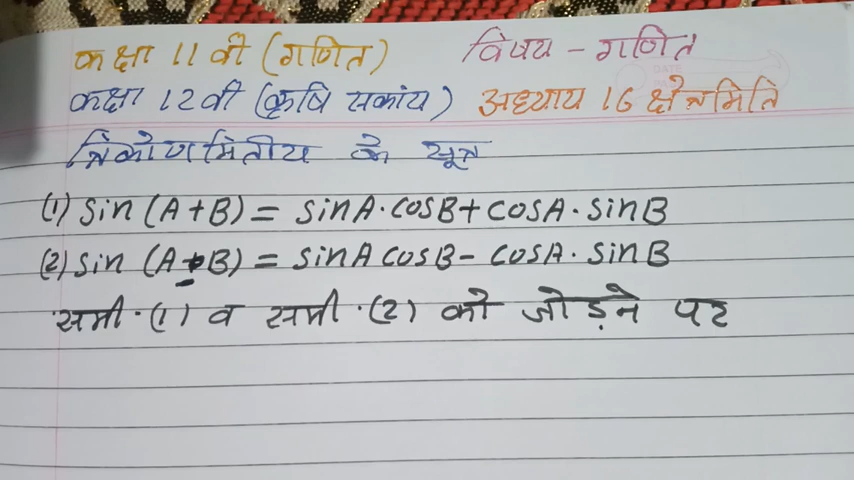 कक्षा 11 वी (गणित) विषय - गणित
कक्षा 12 वी (कृषि सकांय) अध्याय 16 क्षेत्रमिति
त्रिकोणमितीय के सूत्र
(1) sin (A+B) = sinA·cosB+cosA·sinB
(2) sin (A-B) = sinA cosB- cosA·sinB
समी·(1) व समी·(2) को जोड़ने पर